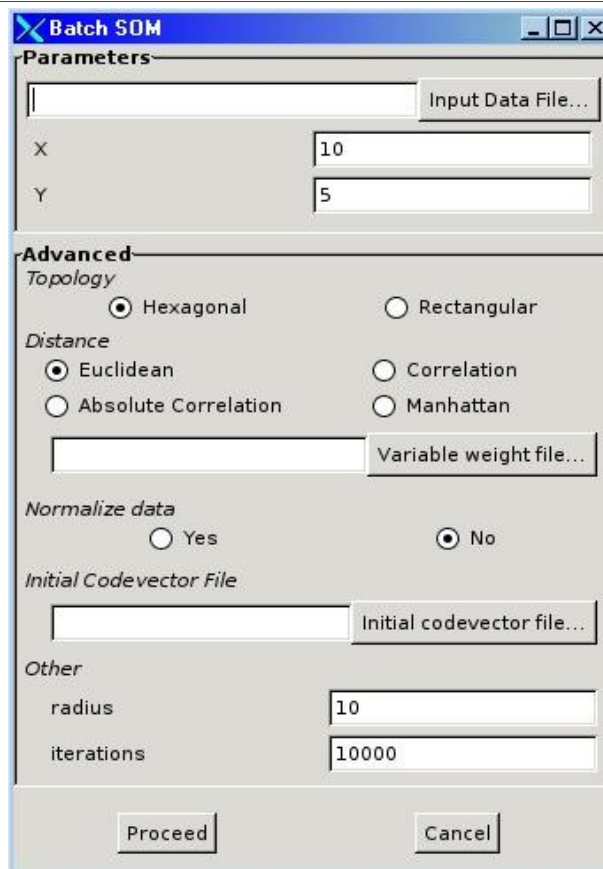 Batch SOM
Parameters
Input Data File...
X 10
Y 5
Advanced
Topology
Hexagonal Rectangular
Distance
Euclidean Correlation
Absolute Correlation Manhattan
Variable weight file...
Normalize data
Yes No
Initial Codevector File
Initial codevector file...
Other
radius 10
iterations 10000
Proceed Cancel